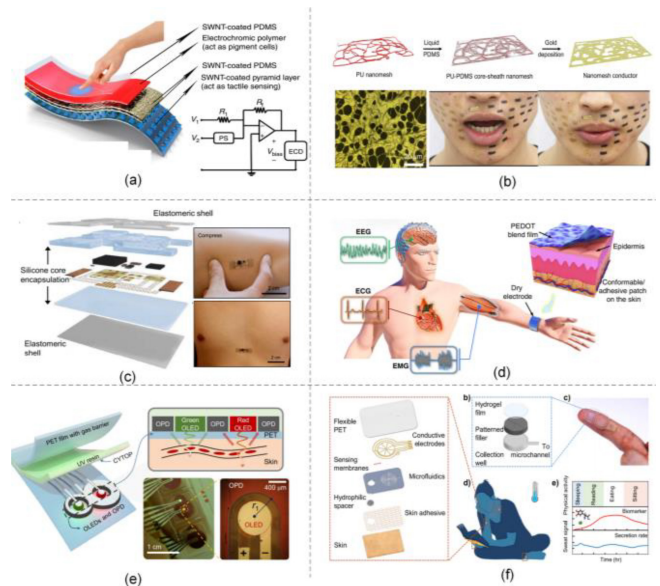 SWNT-coated PDMS
Electrochromic polymer
(act as pigment cells)
SWNT-coated PDMS
SWNT-coated pyramid layer
(act as tactile sensing)
V₁
R₁
V₂
PS
Vbias
ECD
(a)
Liquid
PDMS
Gold
deposition
PU nanomesh
PU-PDMS core-sheath nanomesh
Nanomesh conductor
(b)
Elastomeric shell
Silicone core
encapsulation
Elastomeric
shell
Compress
2 cm
2 cm
(c)
EEG
ECG
EMG
PEDOT
blend film
Epidermis
Conformable/
adhesive patch
on the skin
Dry
electrode
(d)
PET film with gas barrier
UV resin
CYTOP
OLEDs and OPD
OPD
Green
OLED
OPD
Red
OLED
OPD
PET
Skin
1 cm
OPD
400 μm
OLED
+
−
(e)
Flexible
PET
Conductive
electrodes
Sensing
membranes
Microfluidics
Hydrophilic
spacer
Skin adhesive
Skin
b)
Hydrogel
film
Patterned
filler
Collection
well
To
microchannel
c)
d)
e)
Physical activity
Sleeping
Reading
Eating
Sitting
Sweat signal
Biomarker
Secretion rate
Time (hr)
(f)